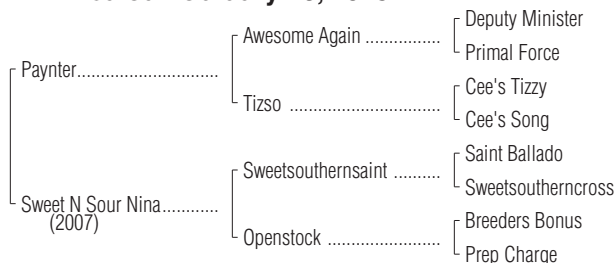 Awesome Again ..................
Deputy Minister
Primal Force
Paynter...........................
Tizso ....................................
Cee's Tizzy
Cee's Song
Sweet N Sour Nina............
(2007)
Sweetsouthernsaint ...........
Saint Ballado
Sweetsoutherncross
Openstock ...........................
Breeders Bonus
Prep Charge